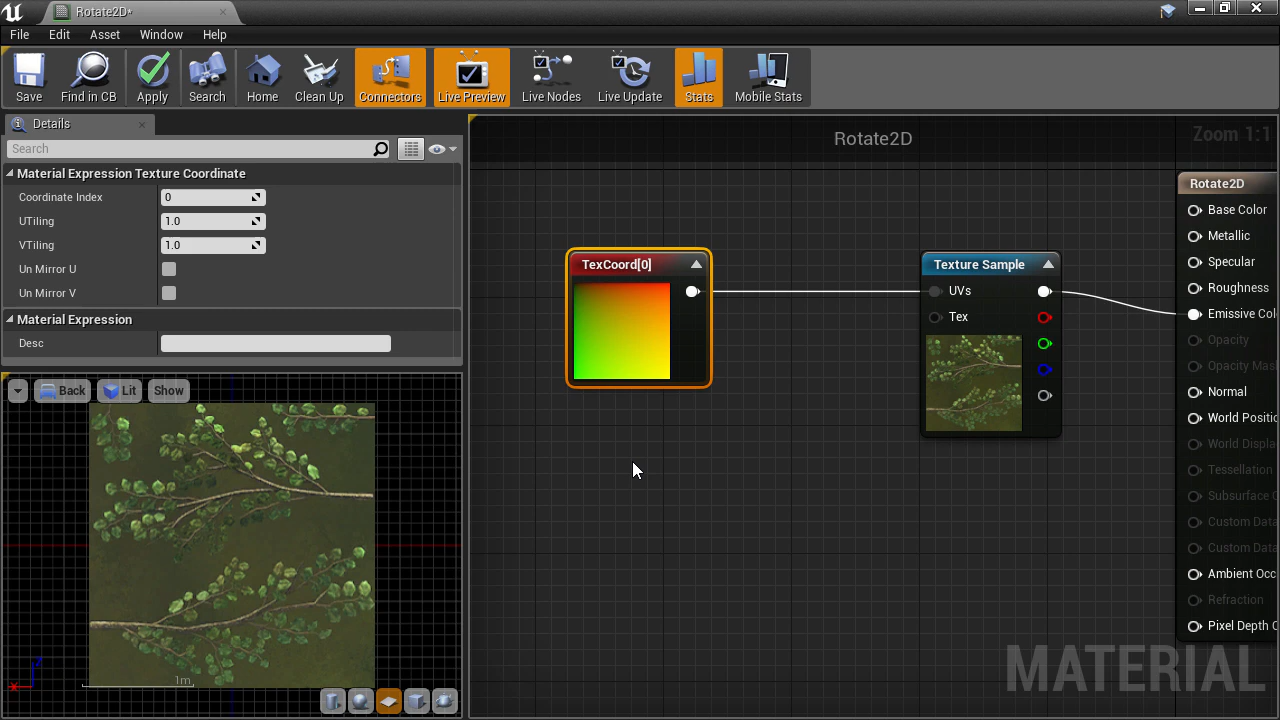 Rotate2D*
File Edit Asset Window Help
Save Find in CB Apply Search Home Clean Up Connectors Live Preview Live Nodes Live Update Stats Mobile Stats
Details
Search
Material Expression Texture Coordinate
Coordinate Index 0
UTiling 1.0
VTiling 1.0
Un Mirror U
Un Mirror V
Material Expression
Desc
Back Lit Show
1m
Z
Rotate2D
Zoom 1:1
TexCoord[0]
Texture Sample
UVs
Tex
Rotate2D
Base Color
Metallic
Specular
Roughness
Emissive Col
Opacity
Opacity Mas
Normal
World Positi
World Displa
Tessellation
Subsurface C
Custom Data
Custom Data
Ambient Occ
Refraction
Pixel Depth O
MATERIAL